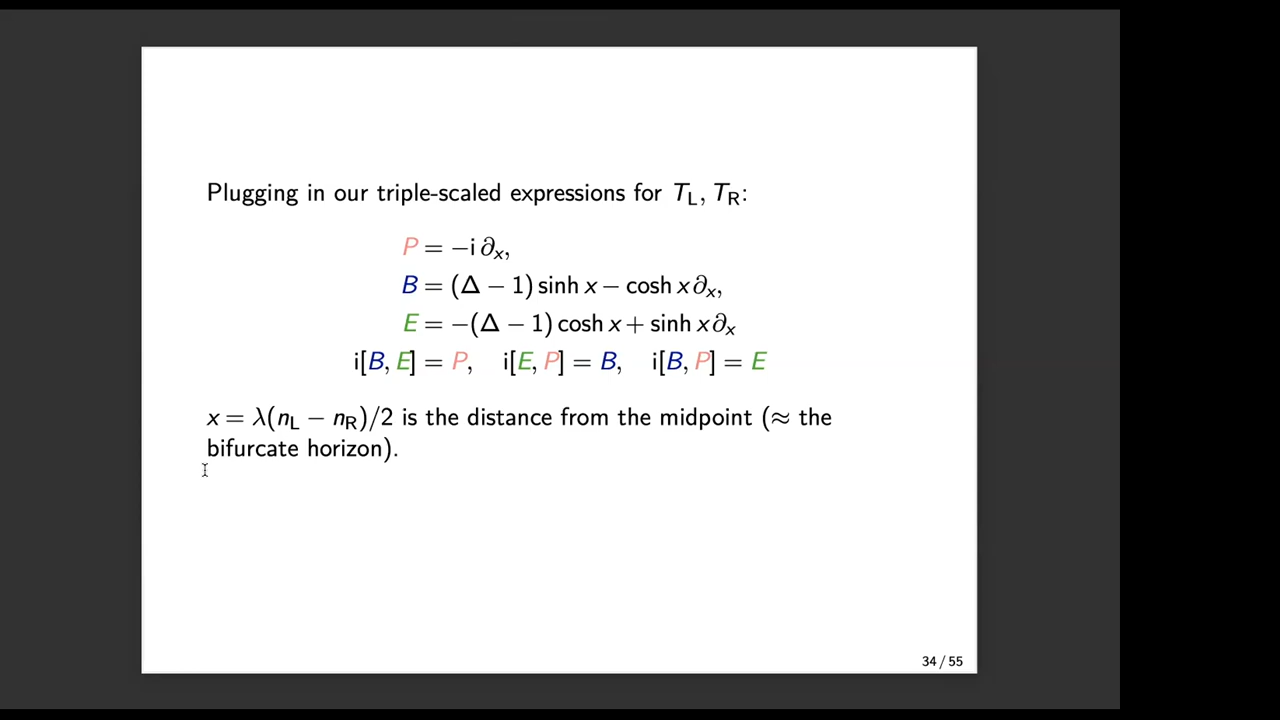 Plugging in our triple-scaled expressions for T_L, T_R:
P = −i ∂_x,
B = (Δ − 1) sinh x − cosh x∂_x,
E = −(Δ − 1) cosh x + sinh x∂_x
i[B, E] = P, i[E, P] = B, i[B, P] = E
x = λ(n_L − n_R)/2 is the distance from the midpoint (≈ the
bifurcate horizon).
34 / 55